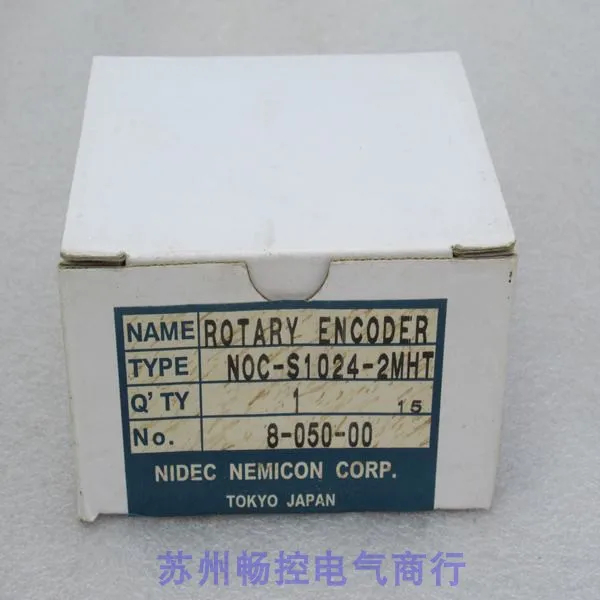 NAME ROTARY ENCODER
TYPE NOC-S1024-2MHT
Q'TY 1 15
No. 8-050-00
NIDEC NEMICON CORP.
TOKYO JAPAN
苏州畅控电气商行